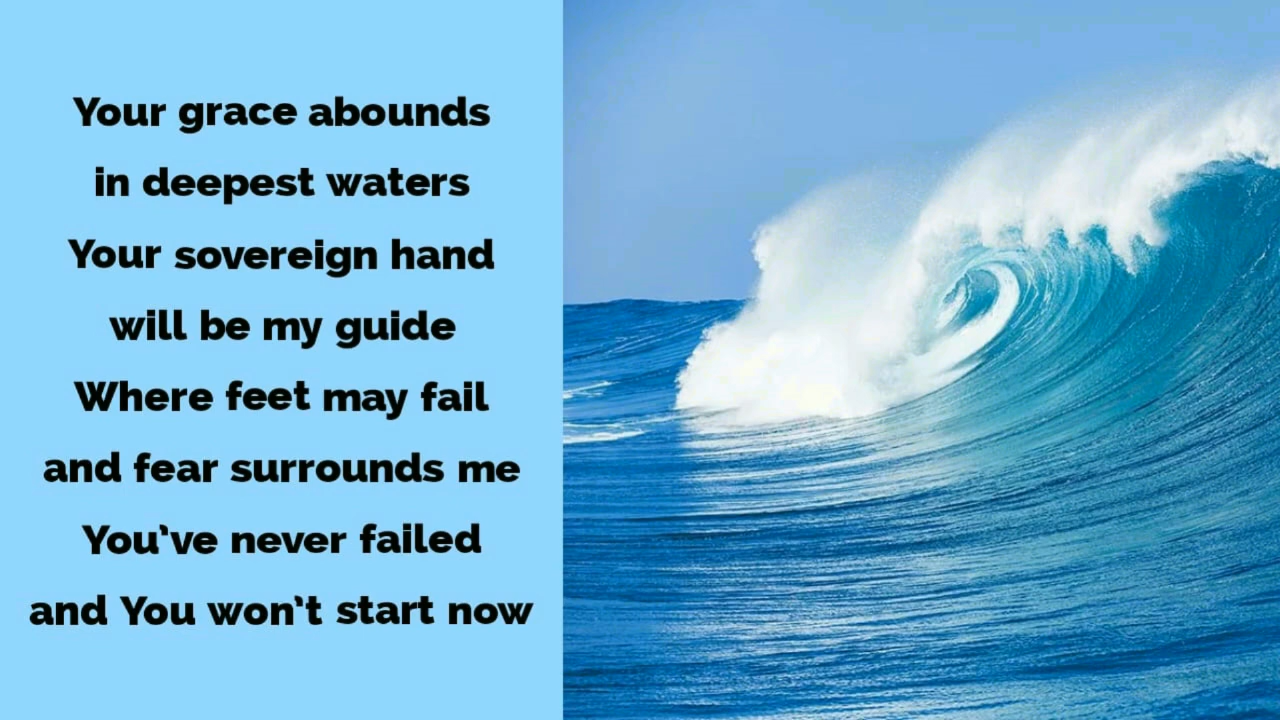 Your grace abounds
in deepest waters
Your sovereign hand
will be my guide
Where feet may fail
and fear surrounds me
You've never failed
and You won't start now